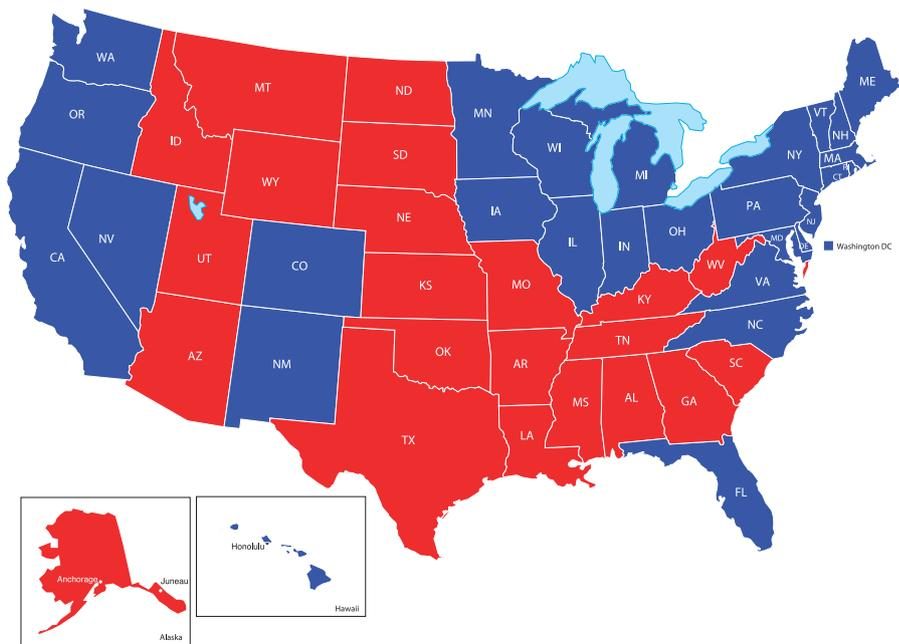 WA
OR
CA
NV
ID
MT
WY
UT
AZ
CO
NM
ND
SD
NE
KS
OK
TX
MN
IA
MO
AR
LA
WI
IL
MI
IN
OH
KY
TN
MS
AL
GA
FL
SC
NC
VA
WV
PA
NY
VT
NH
ME
MA
RI
CT
NJ
MD
DE
Washington DC
Anchorage
Juneau
Alaska
Honolulu
Hawaii